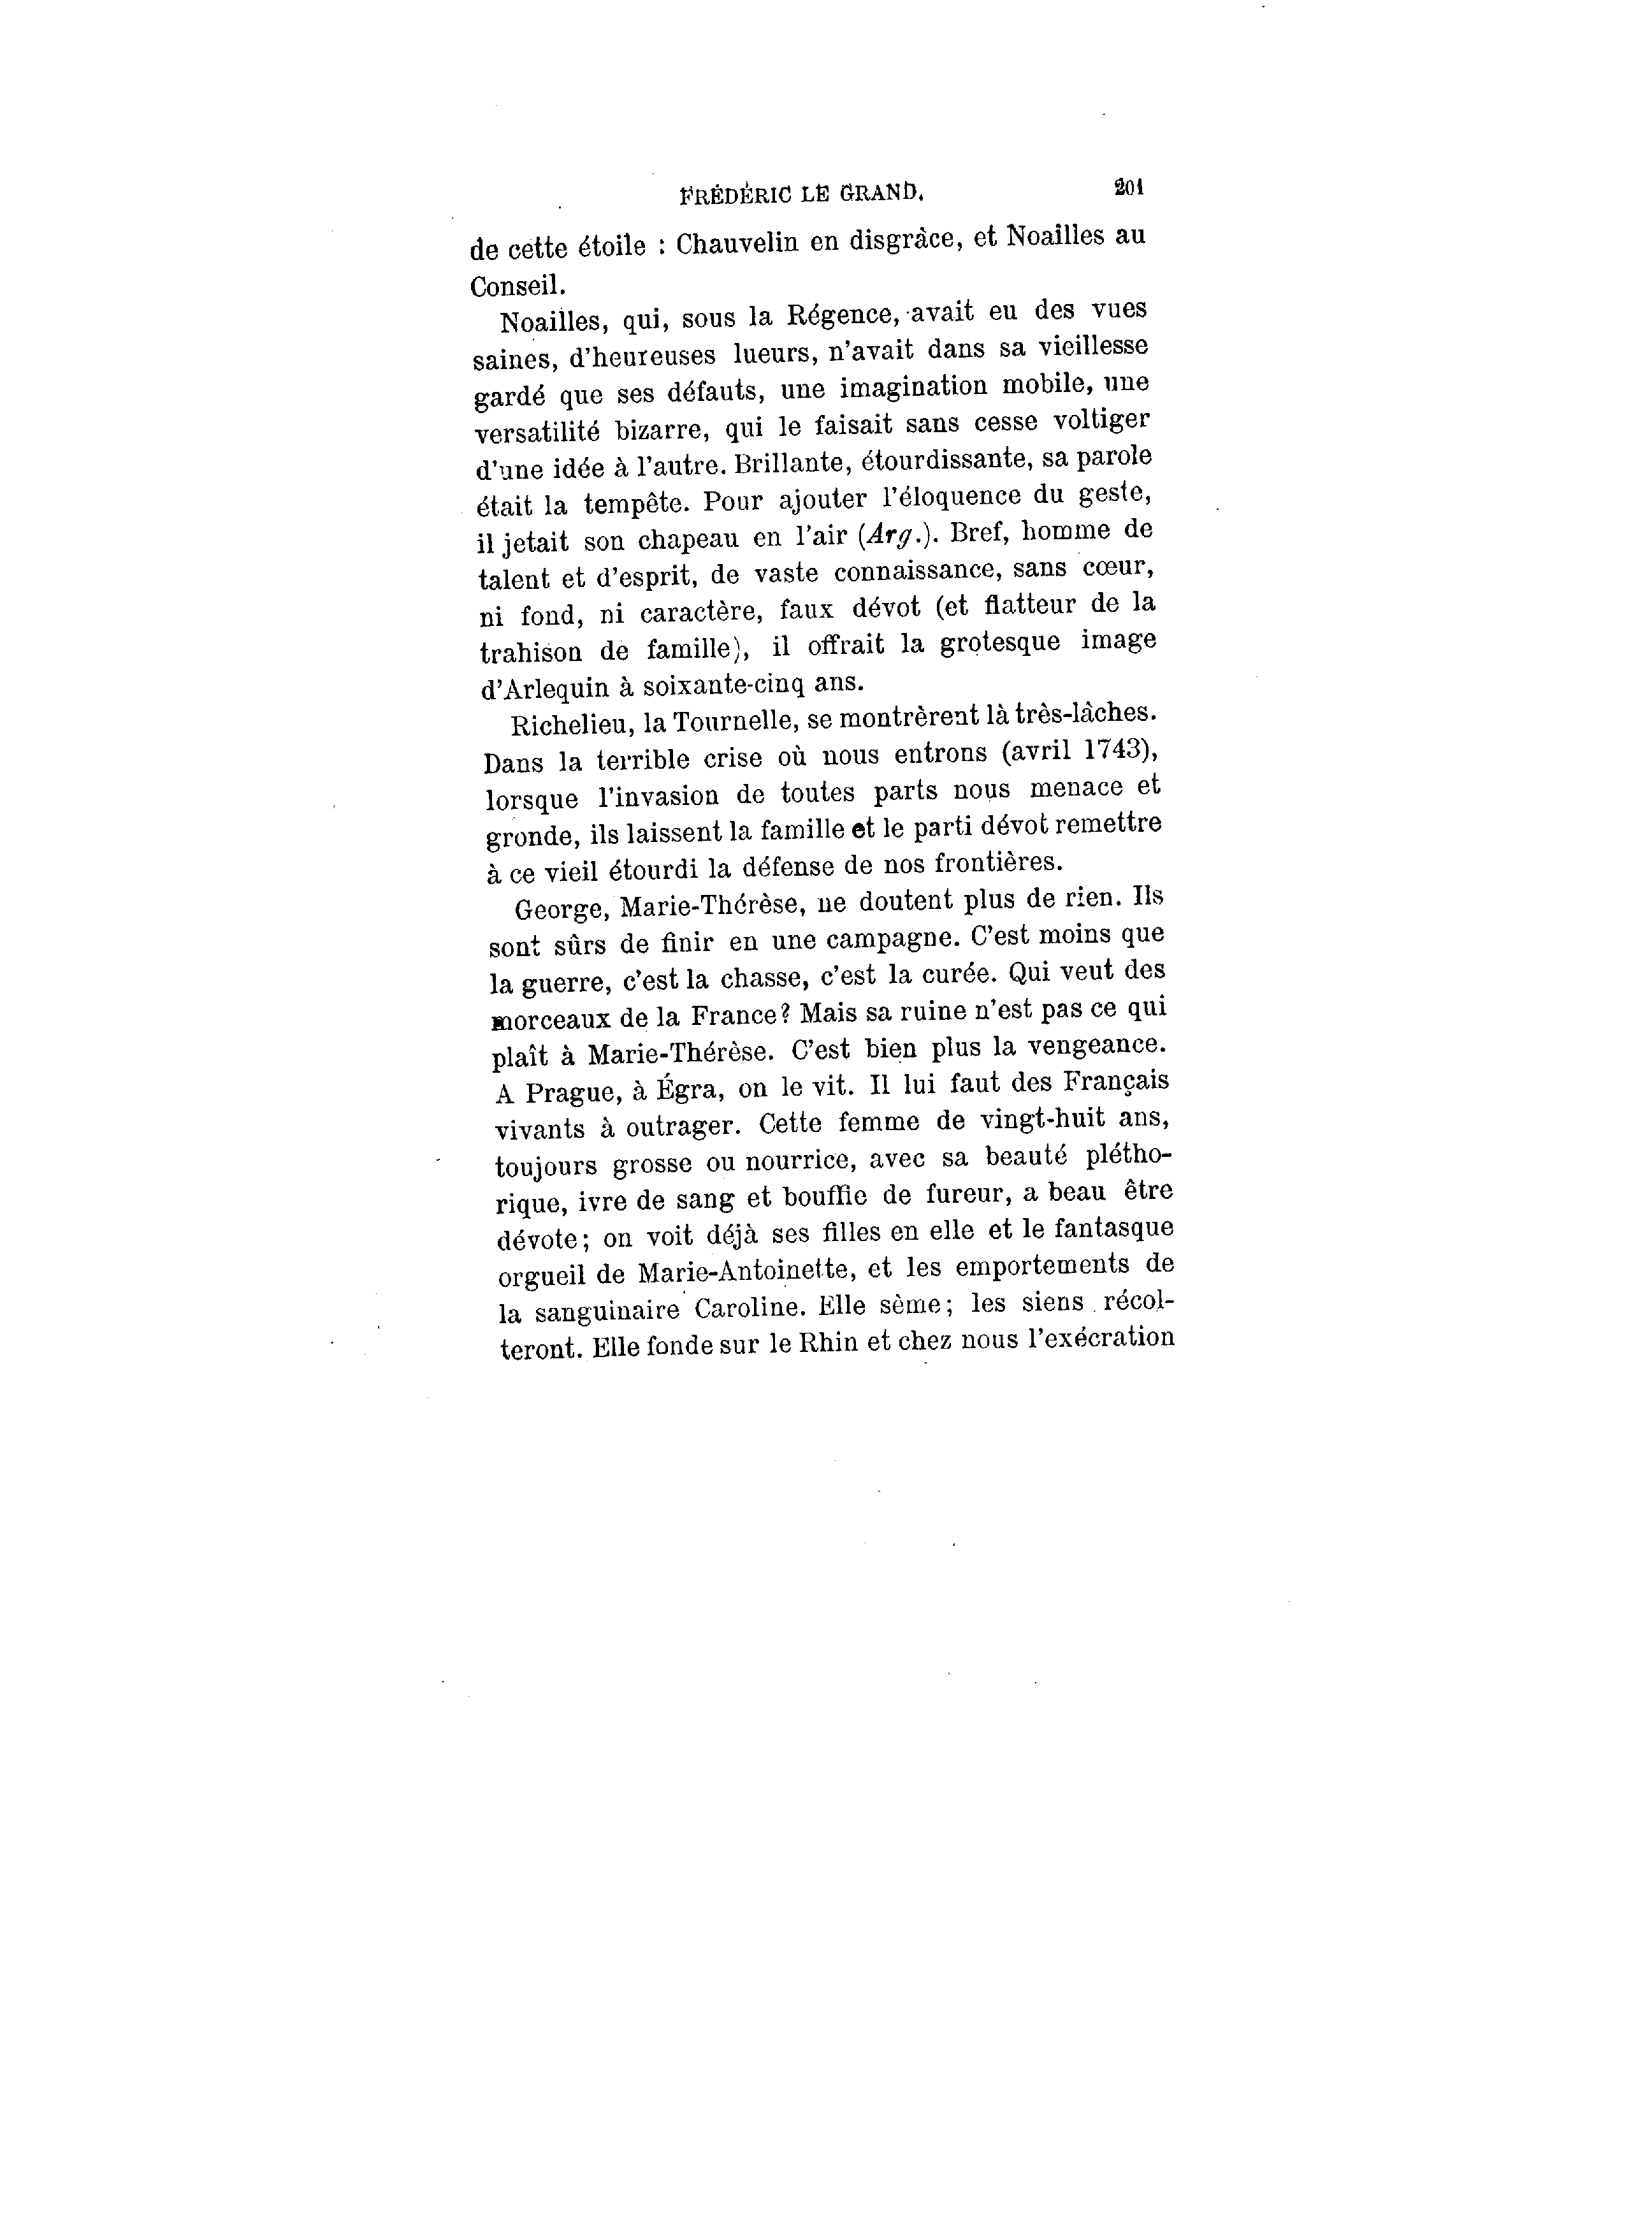 FRÉDÉRIC LE GRAND. 201
de cette étoile : Chauvelin en disgrâce, et Noailles au
Conseil.
Noailles, qui, sous la Régence, avait eu des vues
saines, d'heureuses lueurs, n'avait dans sa vieillesse
gardé que ses défauts, une imagination mobile, une
versatilité bizarre, qui le faisait sans cesse voltiger
d'une idée à l'autre. Brillante, étourdissante, sa parole
était la tempête. Pour ajouter l'éloquence du geste,
il jetait son chapeau en l'air (Arg.). Bref, homme de
talent et d'esprit, de vaste connaissance, sans cœur,
ni fond, ni caractère, faux dévot (et flatteur de la
trahison de famille), il offrait la grotesque image
d'Arlequin à soixante-cinq ans.
Richelieu, la Tournelle, se montrèrent là très-lâches.
Dans la terrible crise où nous entrons (avril 1743),
lorsque l'invasion de toutes parts nous menace et
gronde, ils laissent la famille et le parti dévot remettre
à ce vieil étourdi la défense de nos frontières.
George, Marie-Thérèse, ne doutent plus de rien. Ils
sont sûrs de finir en une campagne. C'est moins que
la guerre, c'est la chasse, c'est la curée. Qui veut des
morceaux de la France? Mais sa ruine n'est pas ce qui
plaît à Marie-Thérèse. C'est bien plus la vengeance.
A Prague, à Égra, on le vit. Il lui faut des Français
vivants à outrager. Cette femme de vingt-huit ans,
toujours grosse ou nourrice, avec sa beauté plétho-
rique, ivre de sang et bouffie de fureur, a beau être
dévote; on voit déjà ses filles en elle et le fantasque
orgueil de Marie-Antoinette, et les emportements de
la sanguinaire Caroline. Elle sème; les siens récol-
teront. Elle fonde sur le Rhin et chez nous l'exécration